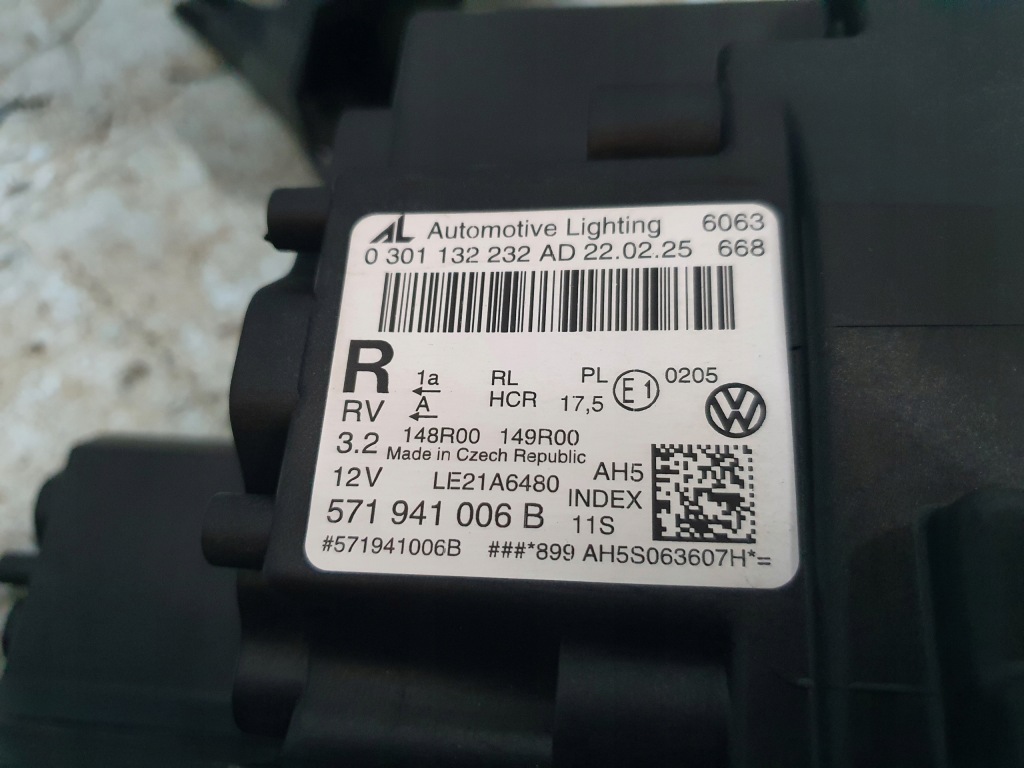 AL Automotive Lighting 6063
0 301 132 232 AD 22.02.25 668
R 1a RL PL E1 0205
RV A HCR 17,5
3.2 148R00 149R00
Made in Czech Republic
12V LE21A6480 AH5
571 941 006 B INDEX
11S
#571941006B ###*899 AH5S063607H*=